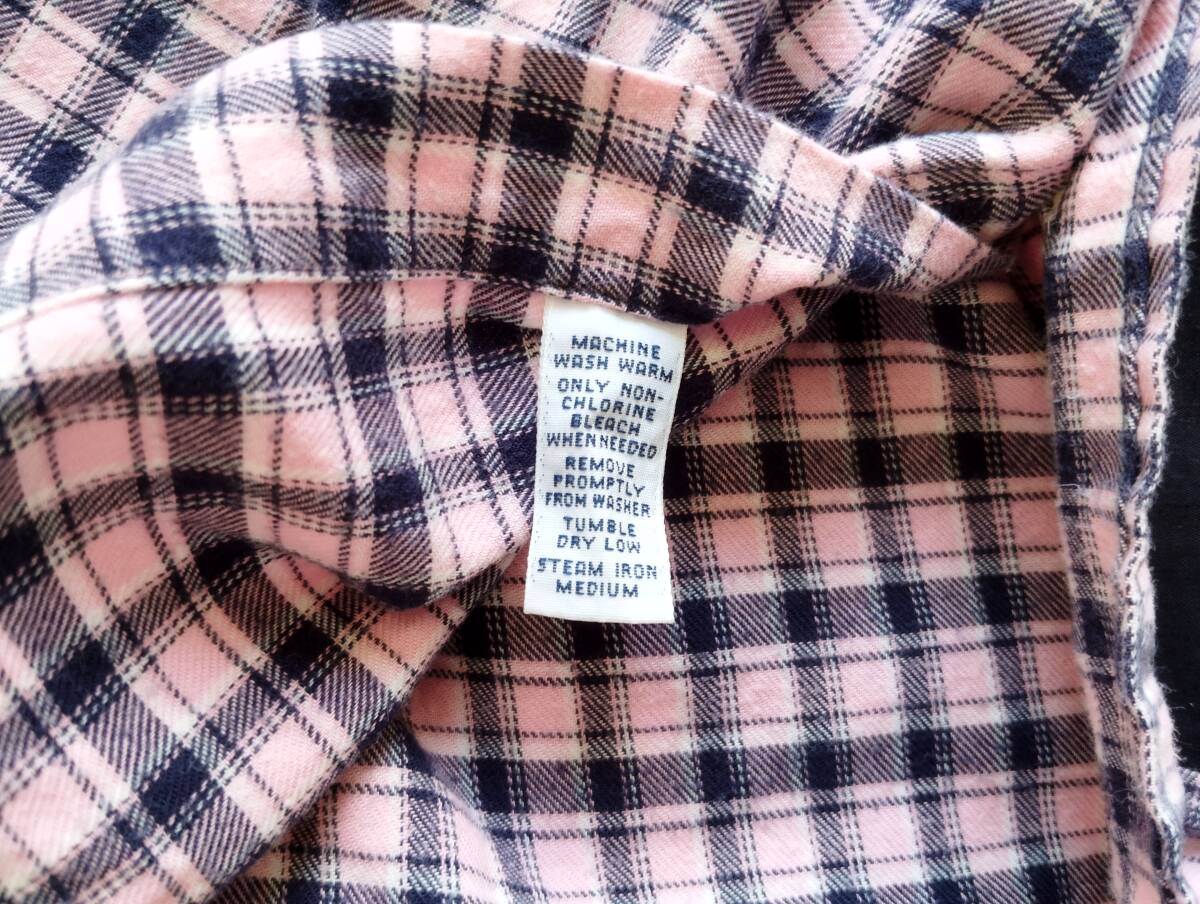 MACHINE
WASH WARM
ONLY NON-
CHLORINE
BLEACH
WHEN NEEDED
REMOVE
PROMPTLY
FROM WASHER
TUMBLE
DRY LOW
STEAM IRON
MEDIUM